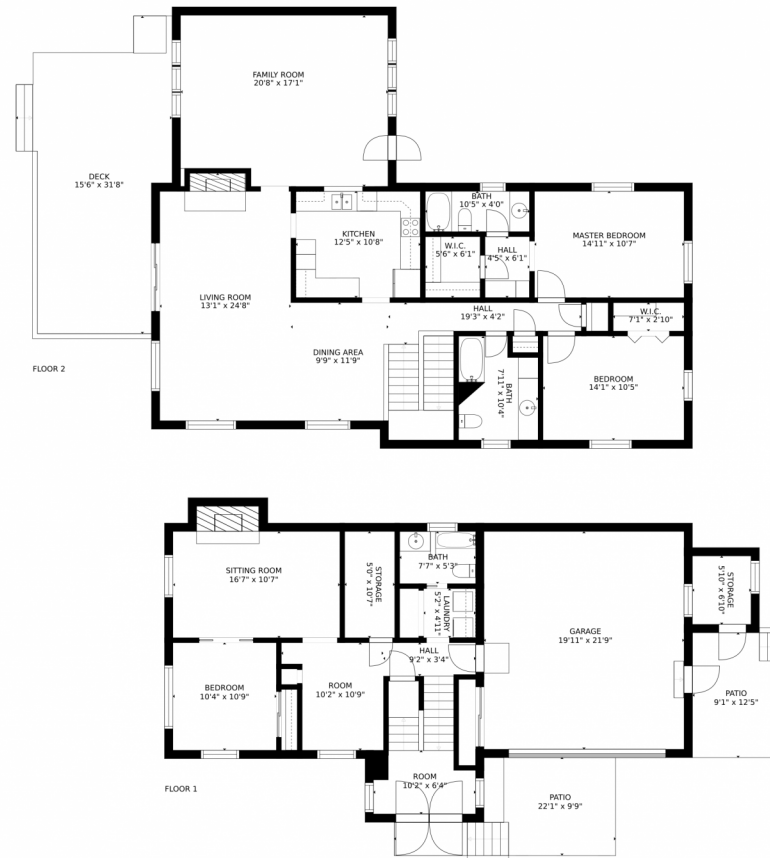 FAMILY ROOM
20'8" x 17'1"
DECK
15'6" x 31'8"
BATH
10'5" x 4'0"
KITCHEN
12'5" x 10'8"
MASTER BEDROOM
14'11" x 10'7"
W.I.C.
5'6" x 6'1"
HALL
4'5" x 6'1"
LIVING ROOM
13'1" x 24'8"
HALL
19'3" x 4'2"
W.I.C.
7'1" x 2'10"
DINING AREA
9'9" x 11'9"
FLOOR 2
BATH
7'11" x 10'4"
BEDROOM
14'1" x 10'5"
SITTING ROOM
16'7" x 10'7"
STORAGE
5'0" x 10'7"
BATH
7'7" x 5'3"
LAUNDRY
5'2" x 4'11"
STORAGE
5'10" x 6'10"
GARAGE
19'11" x 21'9"
HALL
9'2" x 3'4"
BEDROOM
10'4" x 10'9"
ROOM
10'2" x 10'9"
PATIO
9'1" x 12'5"
ROOM
10'2" x 6'4"
FLOOR 1
PATIO
22'1" x 9'9"